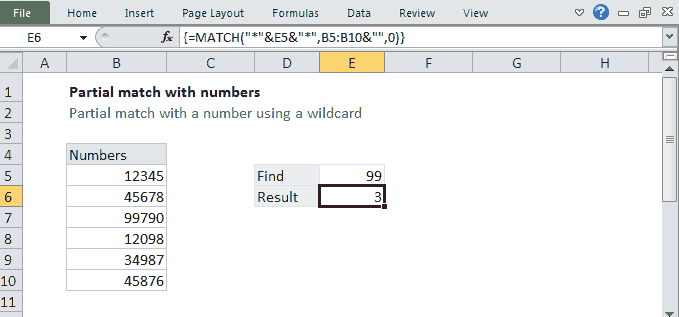 File Home Insert Page Layout Formulas Data Review View
E6 fx {=MATCH("*"&E5&"*",B5:B10&"",0)}
A B C D E F G H
1 Partial match with numbers
2 Partial match with a number using a wildcard
3
4 Numbers
5 12345 Find 99
6 45678 Result 3
7 99790
8 12098
9 34987
10 45876
11